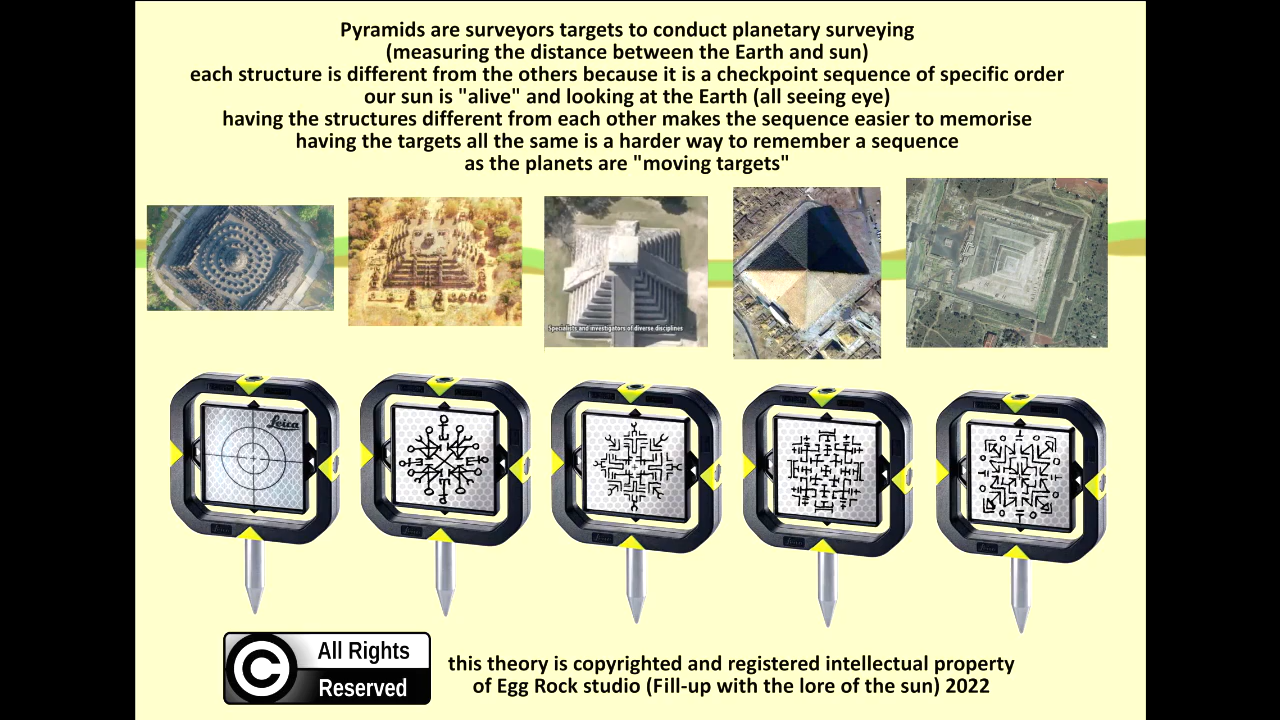 Pyramids are surveyors targets to conduct planetary surveying
(measuring the distance between the Earth and sun)
each structure is different from the others because it is a checkpoint sequence of specific order
our sun is "alive" and looking at the Earth (all seeing eye)
having the structures different from each other makes the sequence easier to memorise
having the targets all the same is a harder way to remember a sequence
as the planets are "moving targets"
Specialists and investigators of diverse disciplines
Leica
C All Rights
Reserved
this theory is copyrighted and registered intellectual property
of Egg Rock studio (Fill-up with the lore of the sun) 2022